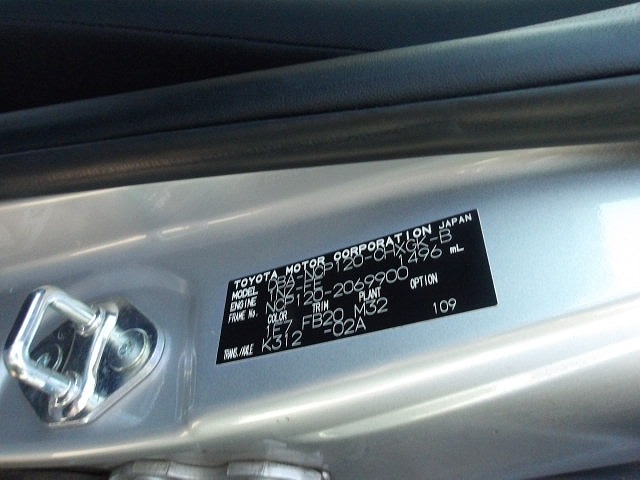 TOYOTA MOTOR CORPORATION JAPAN
MODEL DBA-NCP120-CHXGK-B
ENGINE 1NZ-FE 1496 mL
FRAME No. NCP120-2069900
COLOR TRIM PLANT OPTION
1E7 FB20 M32
TRANS./AXLE K312 -02A 109